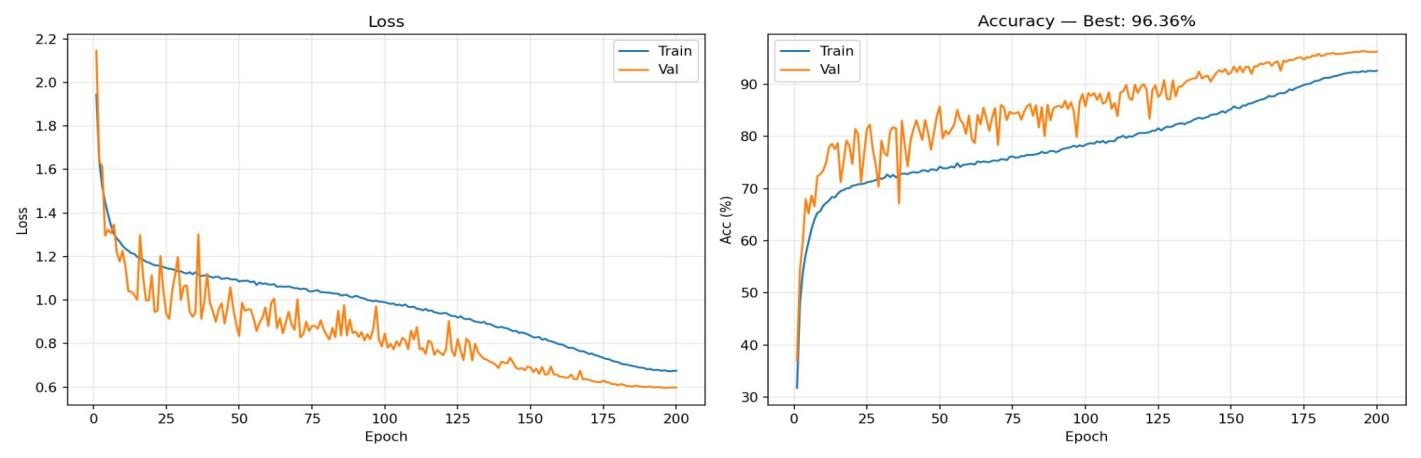 Loss
Train
Val
2.2
2.0
1.8
1.6
1.4
1.2
1.0
0.8
0.6
Loss
0 25 50 75 100 125 150 175 200
Epoch
Accuracy — Best: 96.36%
Train
Val
90
80
70
60
50
40
30
Acc (%)
0 25 50 75 100 125 150 175 200
Epoch